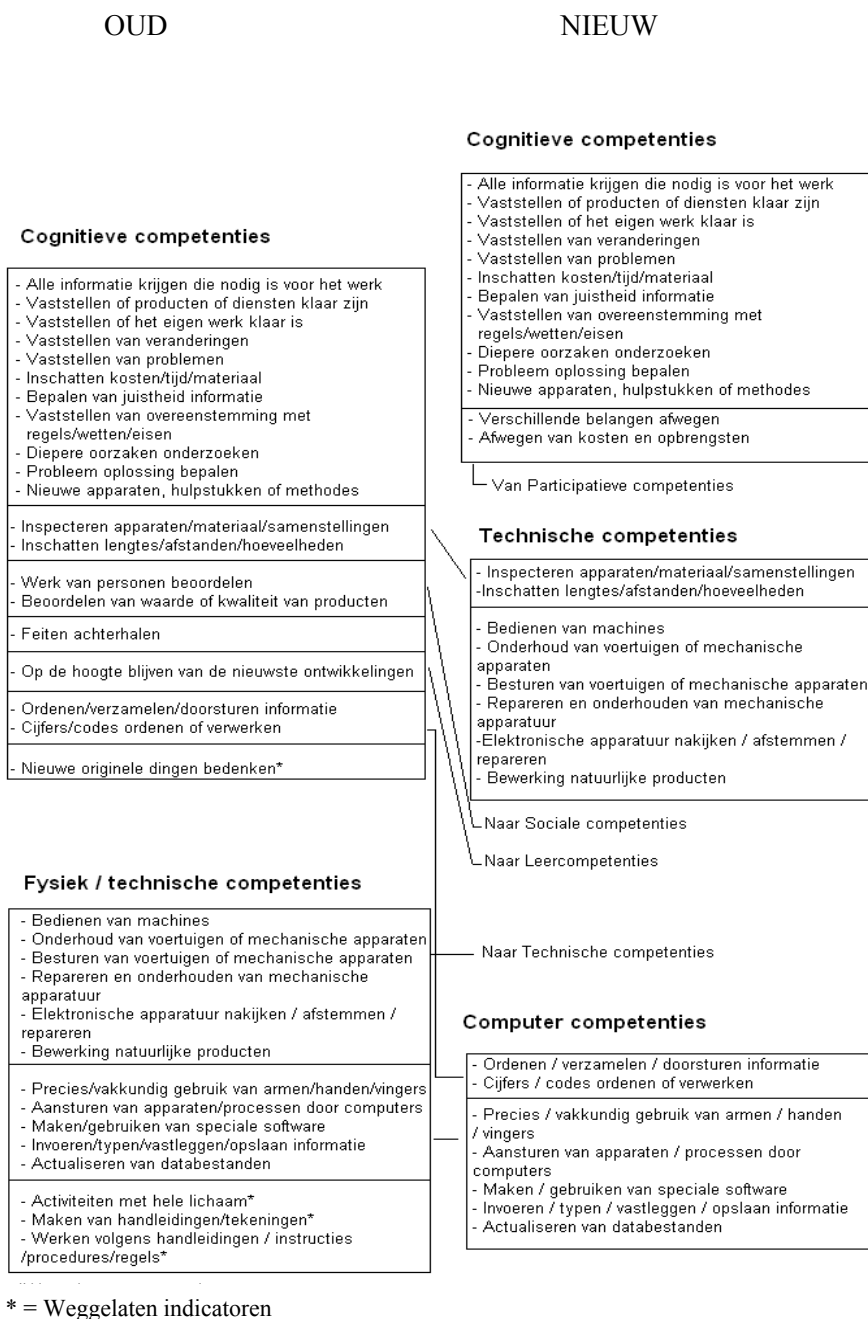 OUD
NIEUW
Cognitieve competenties
- Alle informatie krijgen die nodig is voor het werk
- Vaststellen of producten of diensten klaar zijn
- Vaststellen of het eigen werk klaar is
- Vaststellen van veranderingen
- Vaststellen van problemen
- Inschatten kosten/tijd/materiaal
- Bepalen van juistheid informatie
- Vaststellen van overeenstemming met
regels/wetten/eisen
- Diepere oorzaken onderzoeken
- Probleem oplossing bepalen
- Nieuwe apparaten, hulpstukken of methodes
- Inspecteren apparaten/materiaal/samenstellingen
- Inschatten lengtes/afstanden/hoeveelheden
- Werk van personen beoordelen
- Beoordelen van waarde of kwaliteit van producten
- Feiten achterhalen
- Op de hoogte blijven van de nieuwste ontwikkelingen
- Ordenen/verzamelen/doorsturen informatie
- Cijfers/codes ordenen of verwerken
- Nieuwe originele dingen bedenken*
Fysiek / technische competenties
- Bedienen van machines
- Onderhoud van voertuigen of mechanische apparaten
- Besturen van voertuigen of mechanische apparaten
- Repareren en onderhouden van mechanische
apparatuur
- Elektronische apparatuur nakijken / afstemmen /
repareren
- Bewerking natuurlijke producten
- Precies/vakkundig gebruik van armen/handen/vingers
- Aansturen van apparaten/processen door computers
- Maken/gebruiken van speciale software
- Invoeren/typen/vastleggen/opslaan informatie
- Actualiseren van databestanden
- Activiteiten met hele lichaam*
- Maken van handleidingen/tekeningen*
- Werken volgens handleidingen / instructies
/procedures/regels*
Cognitieve competenties
- Alle informatie krijgen die nodig is voor het werk
- Vaststellen of producten of diensten klaar zijn
- Vaststellen of het eigen werk klaar is
- Vaststellen van veranderingen
- Vaststellen van problemen
- Inschatten kosten/tijd/materiaal
- Bepalen van juistheid informatie
- Vaststellen van overeenstemming met
regels/wetten/eisen
- Diepere oorzaken onderzoeken
- Probleem oplossing bepalen
- Nieuwe apparaten, hulpstukken of methodes
- Verschillende belangen afwegen
- Afwegen van kosten en opbrengsten
Van Participatieve competenties
Technische competenties
- Inspecteren apparaten/materiaal/samenstellingen
-Inschatten lengtes/afstanden/hoeveelheden
- Bedienen van machines
- Onderhoud van voertuigen of mechanische
apparaten
- Besturen van voertuigen of mechanische apparaten
- Repareren en onderhouden van mechanische
apparatuur
-Elektronische apparatuur nakijken / afstemmen /
repareren
- Bewerking natuurlijke producten
Naar Sociale competenties
Naar Leercompetenties
Naar Technische competenties
Computer competenties
- Ordenen / verzamelen / doorsturen informatie
- Cijfers / codes ordenen of verwerken
- Precies / vakkundig gebruik van armen / handen
/ vingers
- Aansturen van apparaten / processen door
computers
- Maken / gebruiken van speciale software
- Invoeren / typen / vastleggen / opslaan informatie
- Actualiseren van databestanden
* = Weggelaten indicatoren